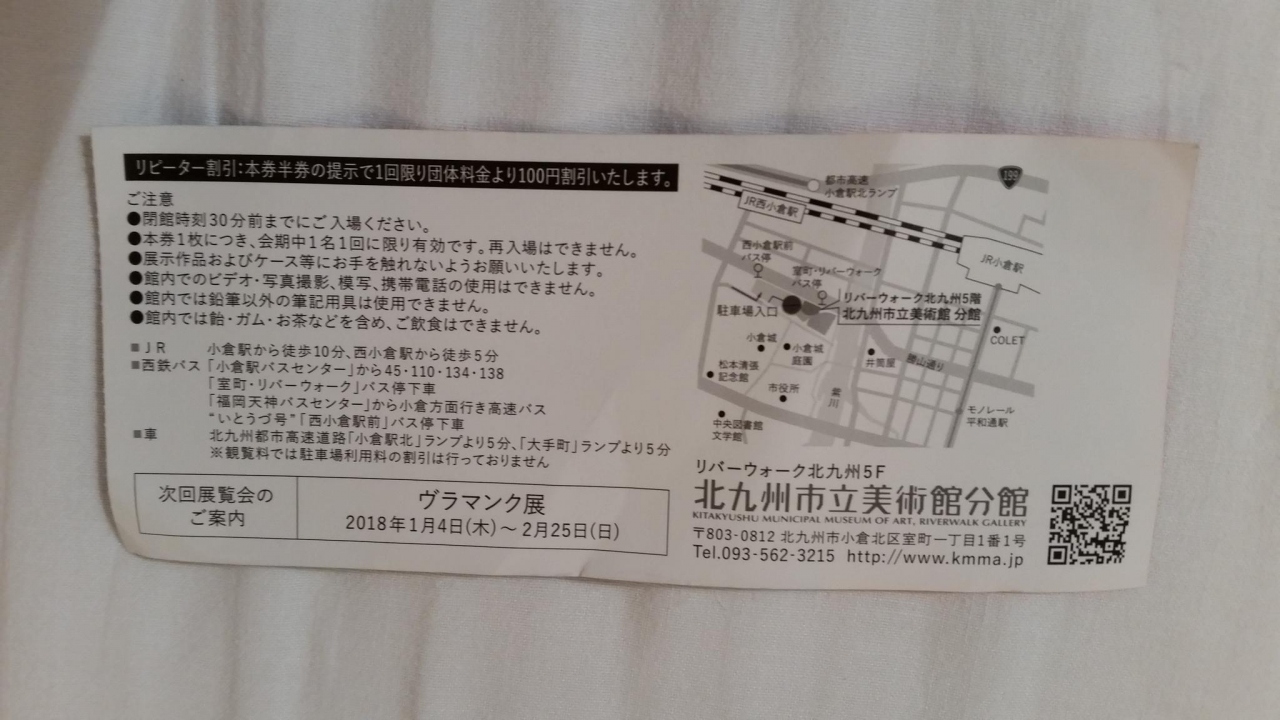 リピーター割引：本券半券の提示で1回限り団体料金より100円割引いたします。
ご注意
●閉館時刻30分前までにご入場ください。
●本券1枚につき、会期中1名1回に限り有効です。再入場はできません。
●展示作品およびケース等にお手を触れないようお願いいたします。
●館内でのビデオ・写真撮影、模写、携帯電話の使用はできません。
●館内では鉛筆以外の筆記用具は使用できません。
●館内では飴・ガム・お茶などを含め、ご飲食はできません。
■JR 小倉駅から徒歩10分、西小倉駅から徒歩5分
■西鉄バス 「小倉駅バスセンター」から45・110・134・138
「室町・リバーウォーク」バス停下車
「福岡天神バスセンター」から小倉方面行き高速バス
“いとうづ号”「西小倉駅前」バス停下車
■車 北九州都市高速道路「小倉駅北」ランプより5分、「大手町」ランプより5分
※観覧料では駐車場利用料の割引は行っておりません
次回展覧会の
ご案内
ヴラマンク展
2018年1月4日(木)～2月25日(日)
199
都市高速
小倉駅北ランプ
JR西小倉駅
JR小倉駅
西小倉駅前
バス停
室町・リバーウォーク
バス停
リバーウォーク北九州5階
北九州市立美術館 分館
駐車場入口
COLET
小倉城
小倉城
庭園
井筒屋
勝山通り
松本清張
記念館
市役所
紫川
モノレール
平和通駅
中央図書館
文学館
リバーウォーク北九州5F
北九州市立美術館分館
KITAKYUSHU MUNICIPAL MUSEUM OF ART, RIVERWALK GALLERY
〒803-0812 北九州市小倉北区室町一丁目1番1号
Tel.093-562-3215 http://www.kmma.jp